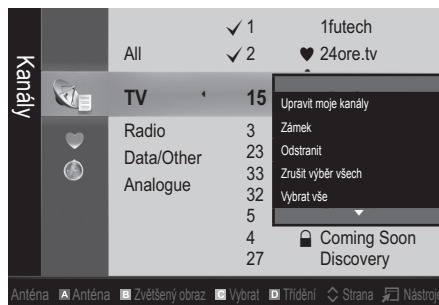 Kanály
✓ 1 1futech
All ✓ 2 ♥ 24ore.tv
TV 15
Upravit moje kanály
Radio 3 Zámek
Data/Other 23 Odstranit
Analogue 33 Zrušit výběr všech
32 Vybrat vše
5
4 Coming Soon
27 Discovery
Anténa A Anténa B Zvětšený obraz C Vybrat D Třídění Strana Nástroje